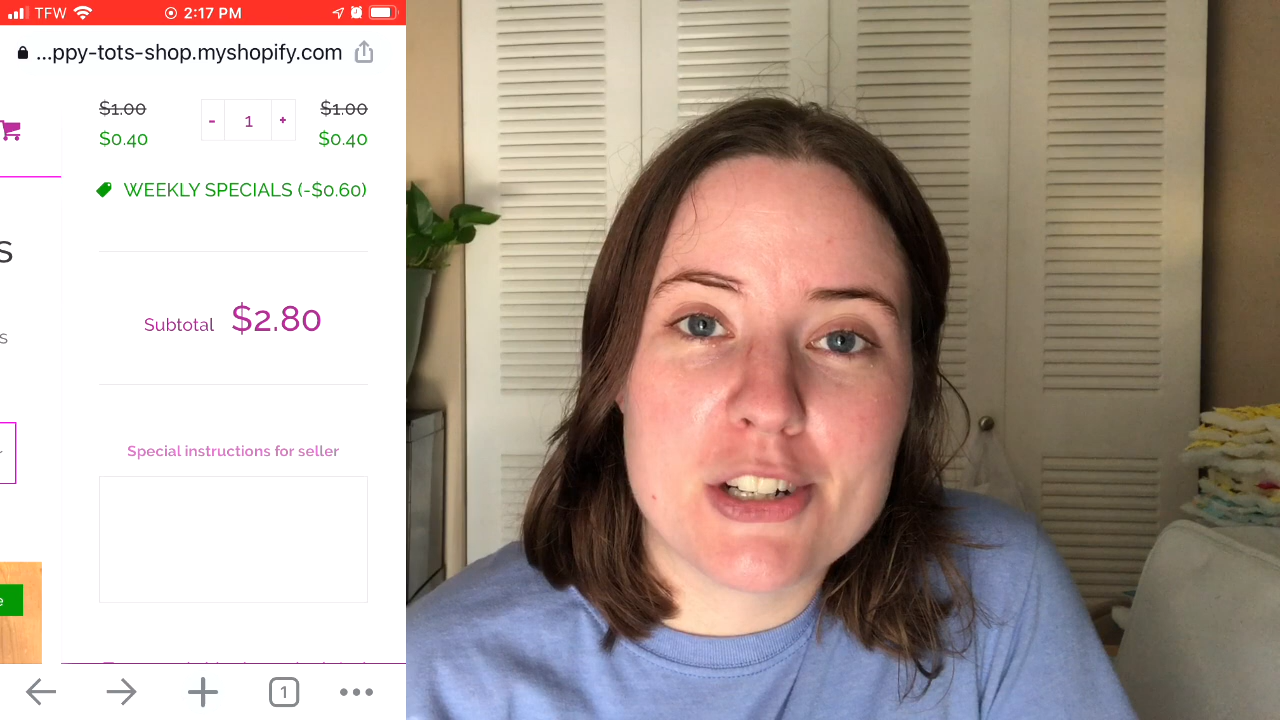 TFW 2:17 PM
...ppy-tots-shop.myshopify.com
$1.00 - 1 + $1.00
$0.40 $0.40
WEEKLY SPECIALS (-$0.60)
S
Subtotal $2.80
s
Special instructions for seller
e
1